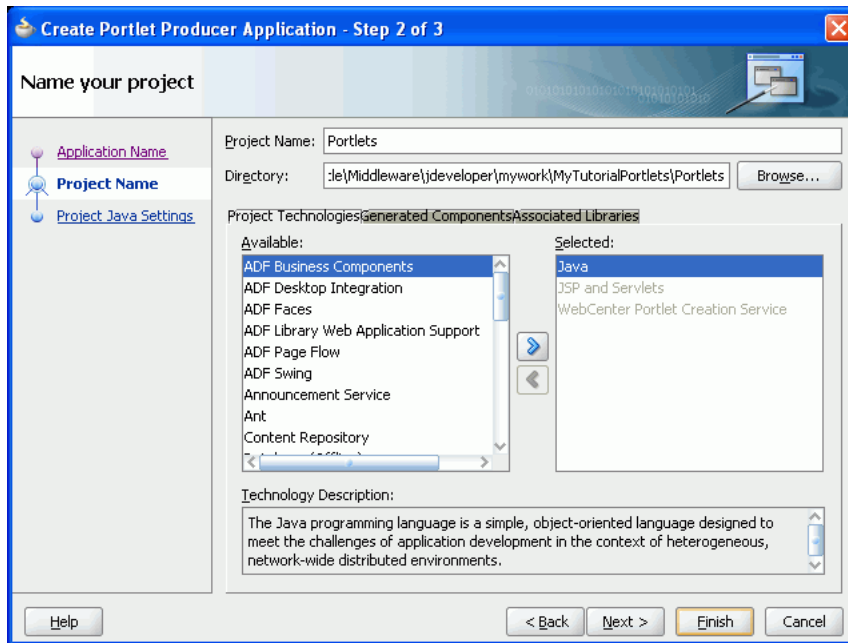 Create Portlet Producer Application - Step 2 of 3
Name your project
Application Name
Project Name
Project Java Settings
Project Name: Portlets
Directory: :le\Middleware\jdeveloper\mywork\MyTutorialPortlets\Portlets Browse...
Project Technologies Generated Components Associated Libraries
Available:
ADF Business Components
ADF Desktop Integration
ADF Faces
ADF Library Web Application Support
ADF Page Flow
ADF Swing
Announcement Service
Ant
Content Repository
Selected:
Java
JSP and Servlets
WebCenter Portlet Creation Service
Technology Description:
The Java programming language is a simple, object-oriented language designed to
meet the challenges of application development in the context of heterogeneous,
network-wide distributed environments.
Help < Back Next > Finish Cancel